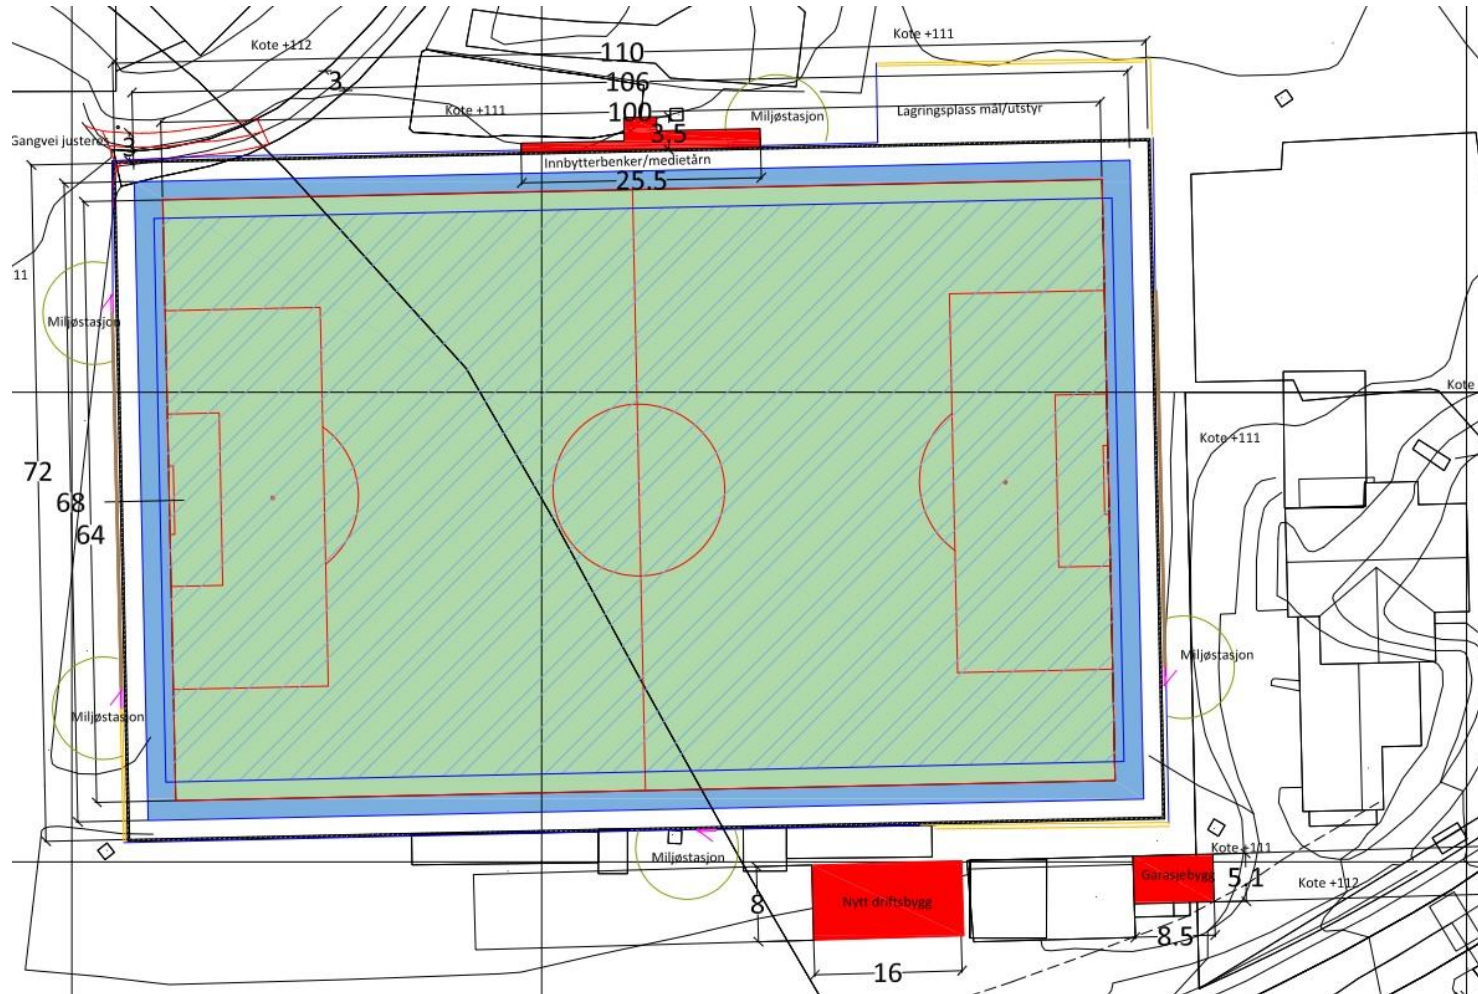 Kote +111
Kote +112
110
3
106
Kote +111
100
Miljøstasjon
Lagringsplass mål/utstyr
Gangvei justeres
3
3,5
Innbytterbenker/medietårn
25.5
11
Miljøstasjon
Kote
Kote +111
72
68
64
Miljøstasjon
Miljøstasjon
Kote +111
Miljøstasjon
Garasjebygg
5,1
Kote +112
8
Nytt driftsbygg
8.5
16